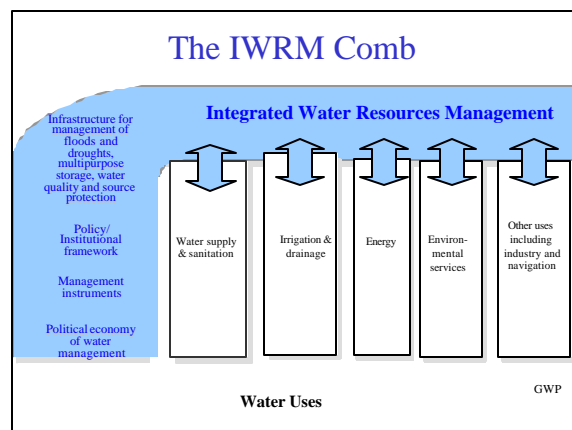 The IWRM Comb
Integrated Water Resources Management
Infrastructure for
management of
floods and
droughts,
multipurpose
storage, water
quality and source
protection
Policy/
Institutional
framework
Management
instruments
Political economy
of water
management
Water supply
& sanitation
Irrigation &
drainage
Energy
Environ-
mental
services
Other uses
including
industry and
navigation
Water Uses
GWP